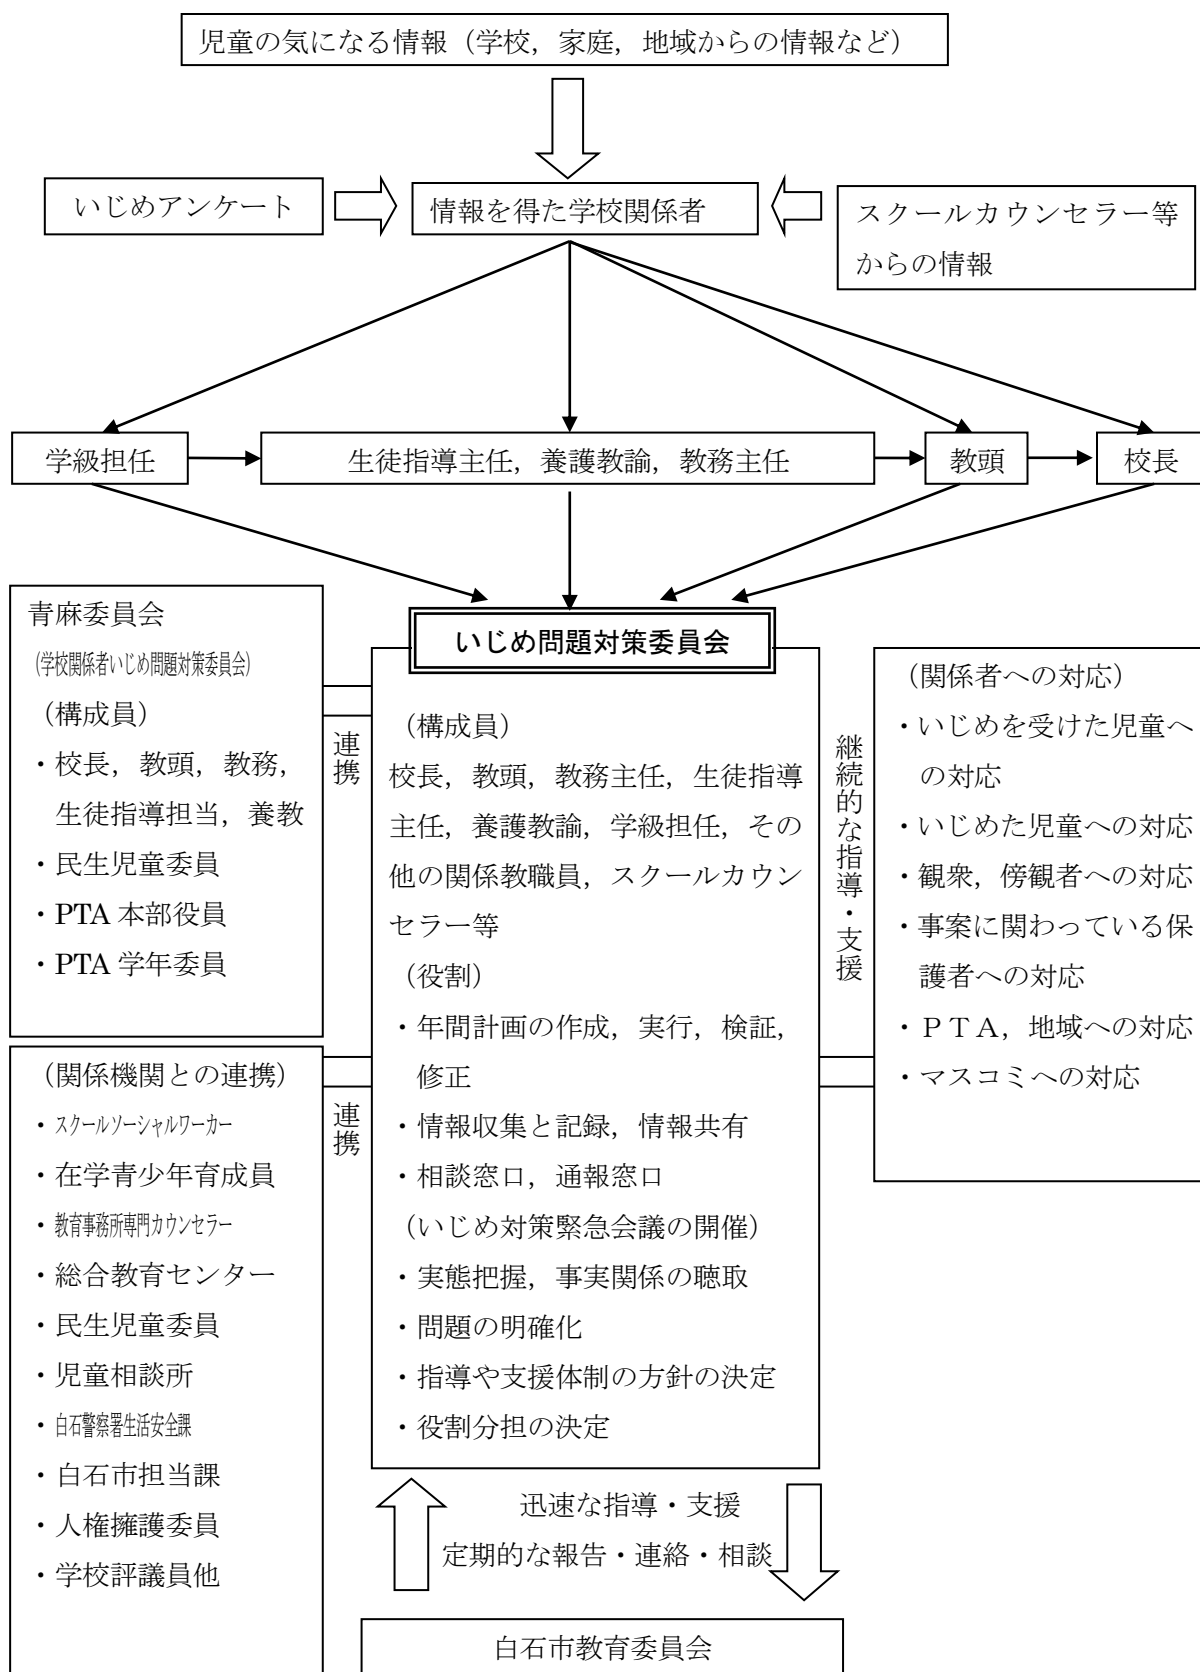 児童の気になる情報（学校，家庭，地域からの情報など）
いじめアンケート
情報を得た学校関係者
スクールカウンセラー等
からの情報
学級担任
生徒指導主任，養護教諭，教務主任
教頭
校長
青麻委員会
(学校関係者いじめ問題対策委員会)
（構成員）
・校長，教頭，教務，
生徒指導担当，養教
・民生児童委員
・PTA 本部役員
・PTA 学年委員
連携
（関係機関との連携）
・スクールソーシャルワーカー
・在学青少年育成員
・教育事務所専門カウンセラー
・総合教育センター
・民生児童委員
・児童相談所
・白石警察署生活安全課
・白石市担当課
・人権擁護委員
・学校評議員他
連携
いじめ問題対策委員会
（構成員）
校長，教頭，教務主任，生徒指導
主任，養護教諭，学級担任，その
他の関係教職員，スクールカウン
セラー等
（役割）
・年間計画の作成，実行，検証，
修正
・情報収集と記録，情報共有
・相談窓口，通報窓口
（いじめ対策緊急会議の開催）
・実態把握，事実関係の聴取
・問題の明確化
・指導や支援体制の方針の決定
・役割分担の決定
継続的な指導・支援
（関係者への対応）
・いじめを受けた児童へ
の対応
・いじめた児童への対応
・観衆，傍観者への対応
・事案に関わっている保
護者への対応
・ＰＴＡ，地域への対応
・マスコミへの対応
迅速な指導・支援
定期的な報告・連絡・相談
白石市教育委員会